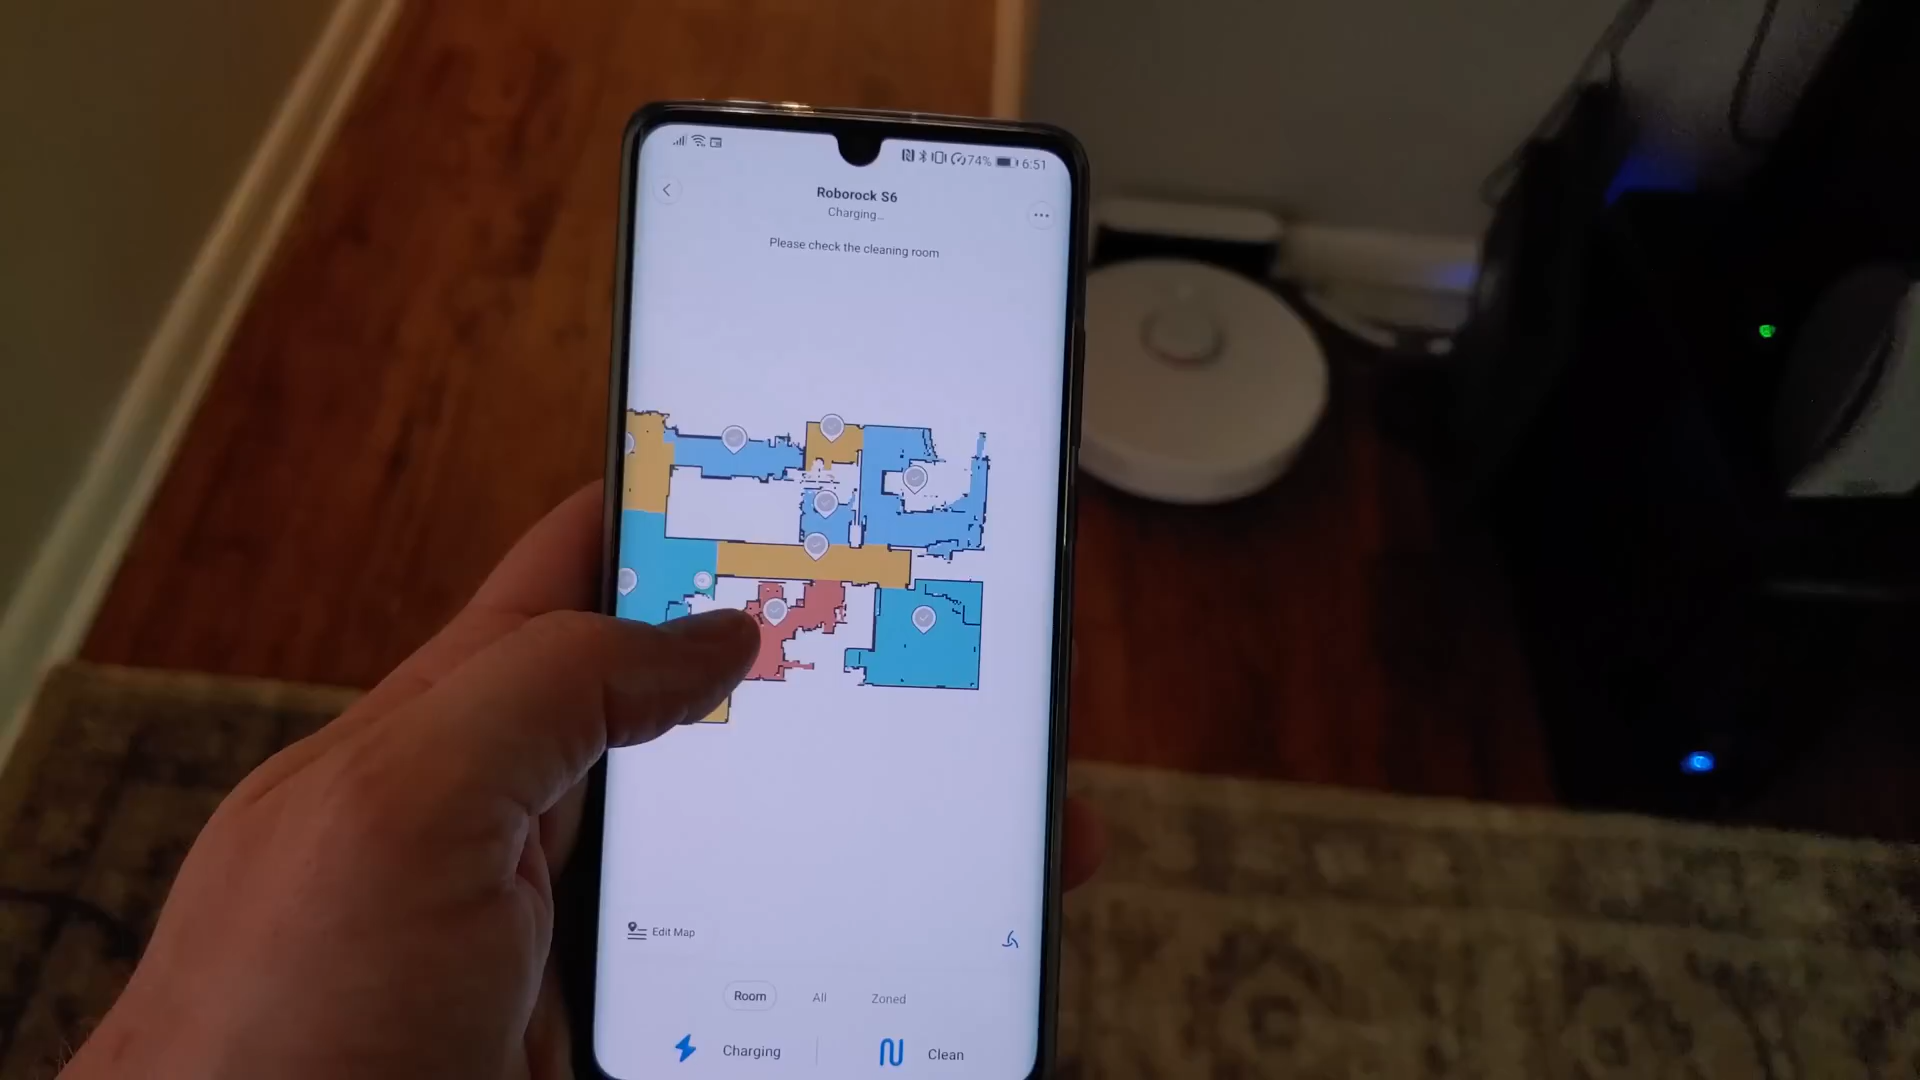 74% 6:51
Roborock S6
Charging...
Please check the cleaning room
Edit Map
Room All Zoned
Charging Clean